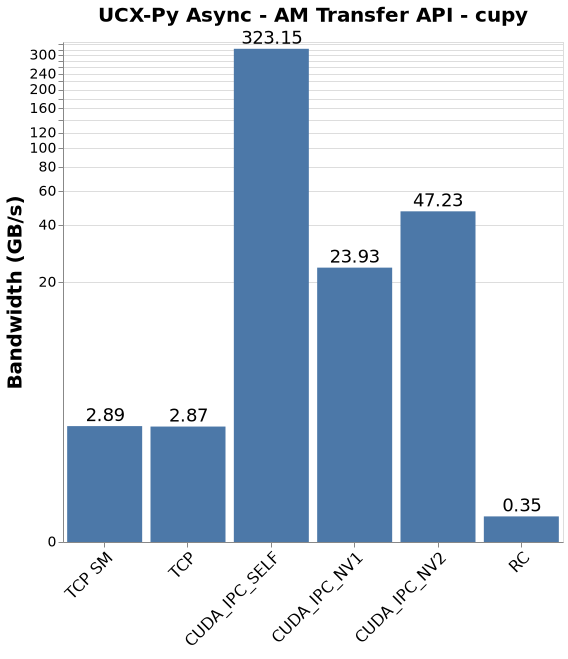 UCX-Py Async - AM Transfer API - cupy
Bandwidth (GB/s)
300
240
200
160
120
100
80
60
40
20
0
2.89
2.87
323.15
23.93
47.23
0.35
TCP SM
TCP
CUDA_IPC_SELF
CUDA_IPC_NV1
CUDA_IPC_NV2
RC